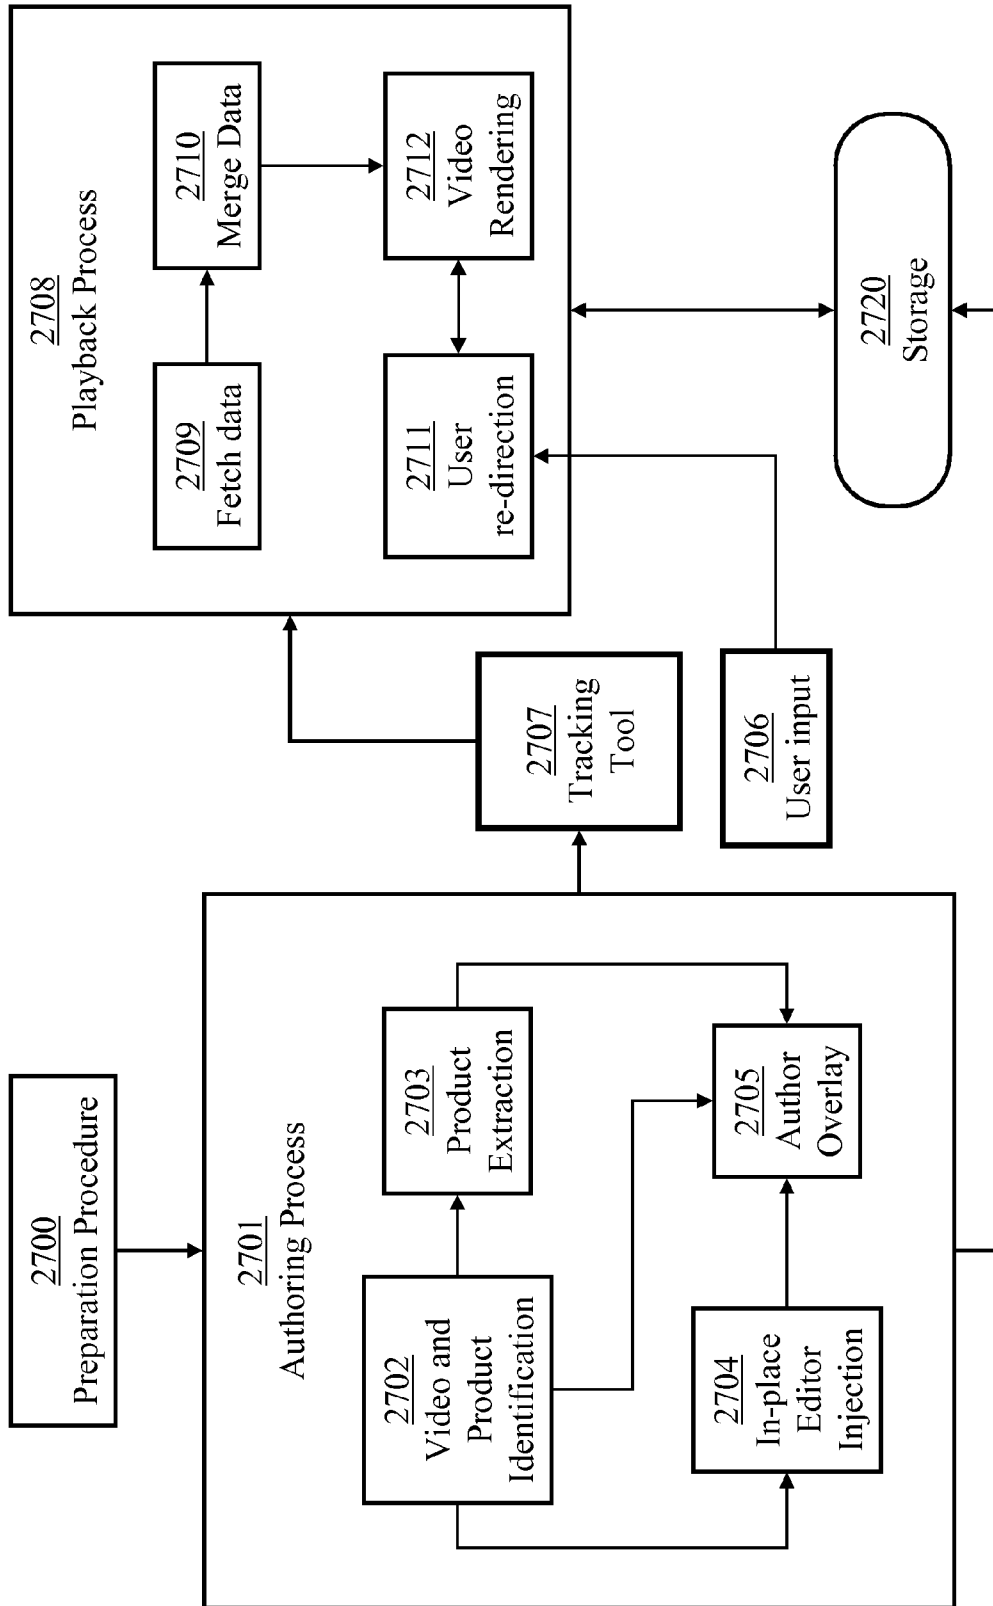 2700
Preparation Procedure
2701
Authoring Process
2702
Video and
Product
Identification
2703
Product
Extraction
2704
In-place
Editor
Injection
2705
Author
Overlay
2707
Tracking
Tool
2706
User input
2708
Playback Process
2709
Fetch data
2710
Merge Data
2711
User
re-direction
2712
Video
Rendering
2720
Storage